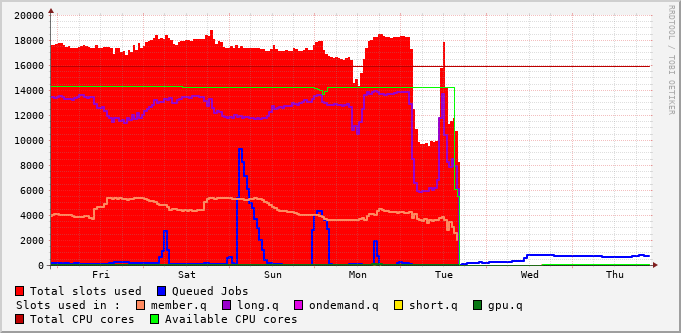 20000
18000
16000
14000
12000
10000
8000
6000
4000
2000
0
Fri Sat Sun Mon Tue Wed Thu
Total slots used Queued Jobs
Slots used in : member.q long.q ondemand.q short.q gpu.q
Total CPU cores Available CPU cores
RRDTOOL / TOBI OETIKER